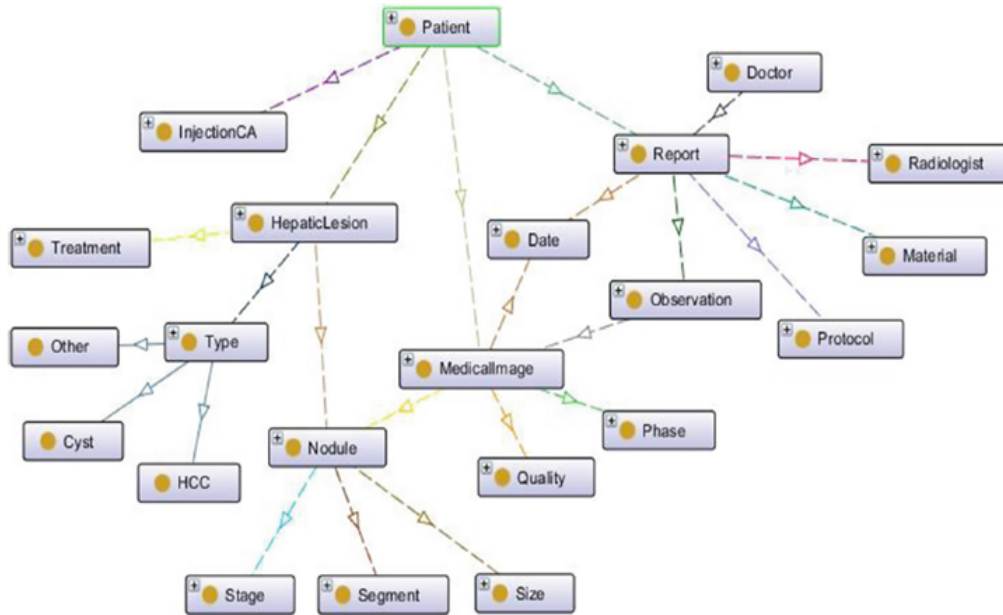 Patient
Doctor
InjectionCA
Report
Radiologist
HepaticLesion
Treatment
Date
Material
Observation
Other
Type
Protocol
MedicalImage
Cyst
Nodule
Phase
HCC
Quality
Stage
Segment
Size